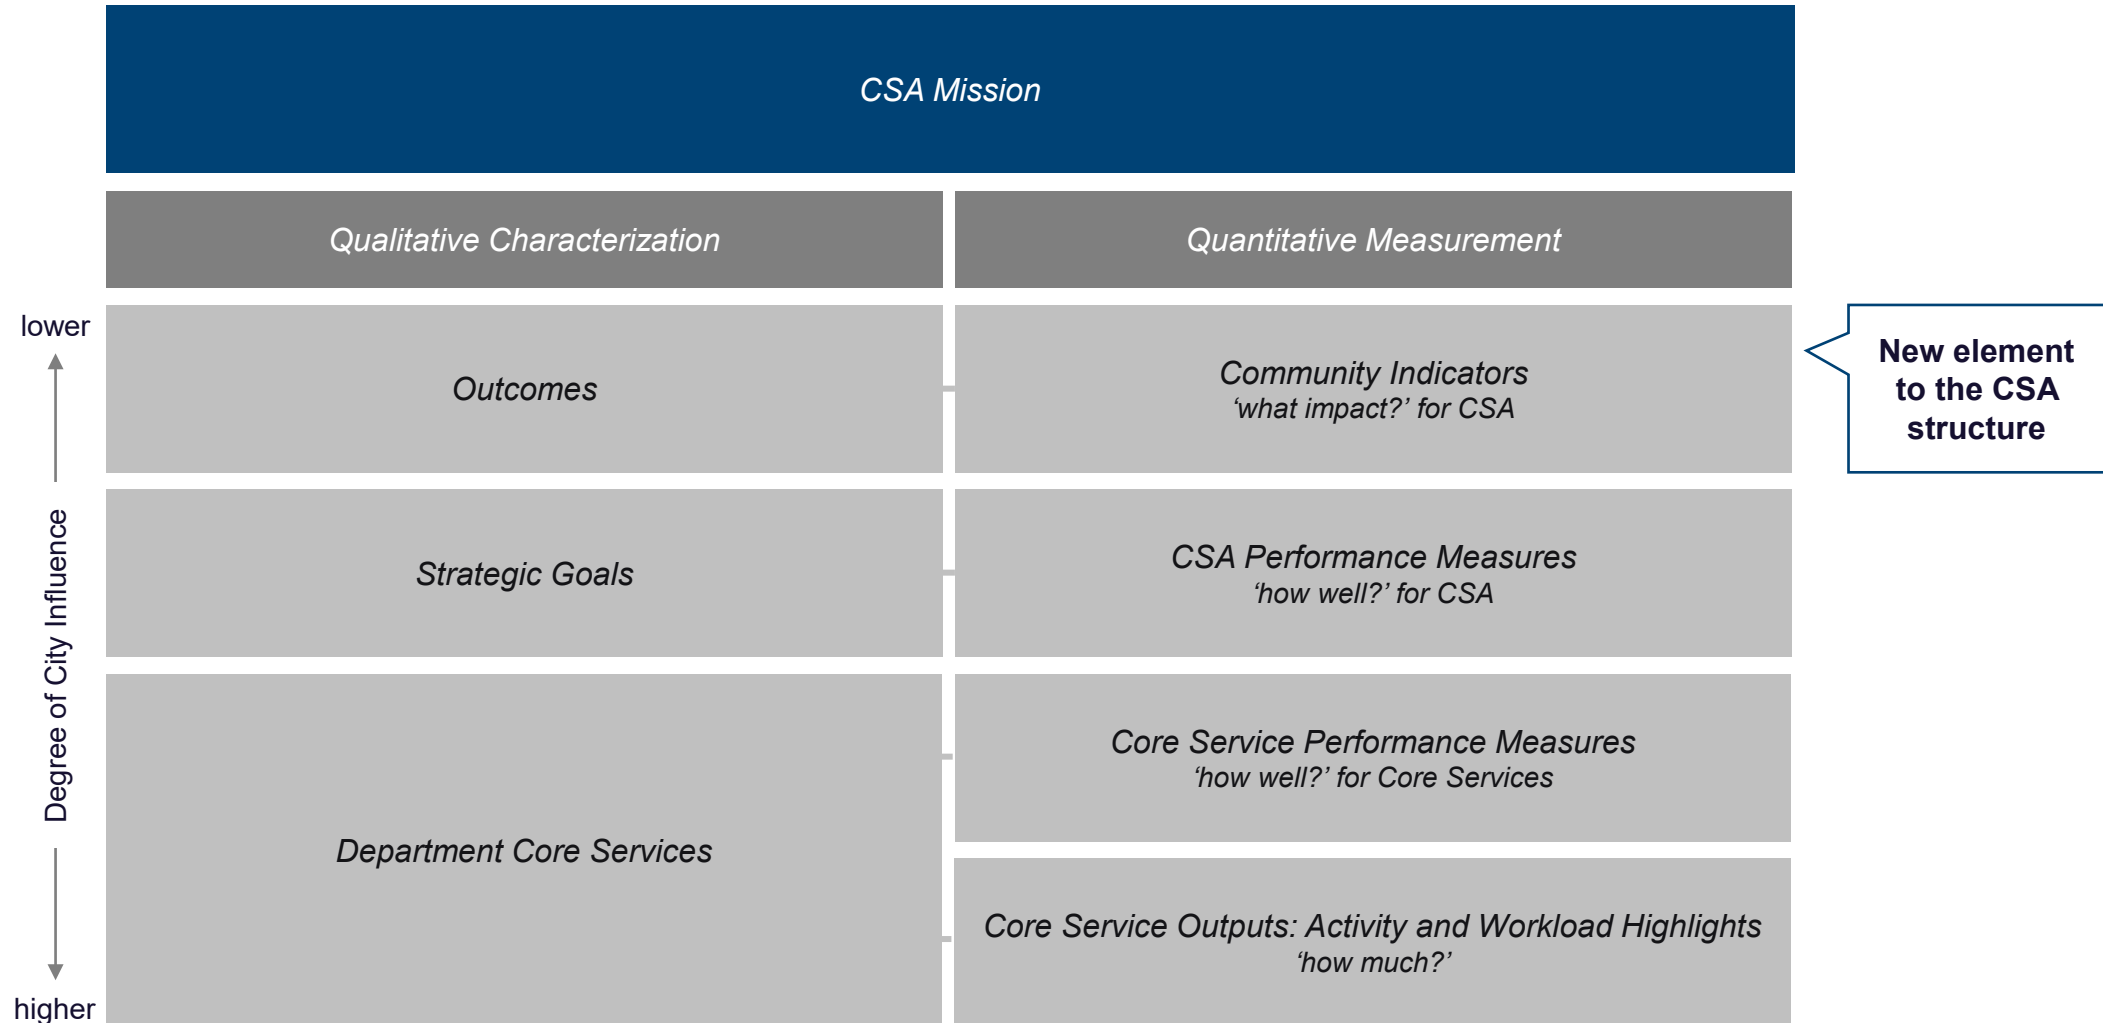 CSA Mission
Qualitative Characterization
Quantitative Measurement
lower
Outcomes
Community Indicators
‘what impact?’ for CSA
New element
to the CSA
structure
Degree of City Influence
Strategic Goals
CSA Performance Measures
‘how well?’ for CSA
Department Core Services
Core Service Performance Measures
‘how well?’ for Core Services
Core Service Outputs: Activity and Workload Highlights
‘how much?’
higher